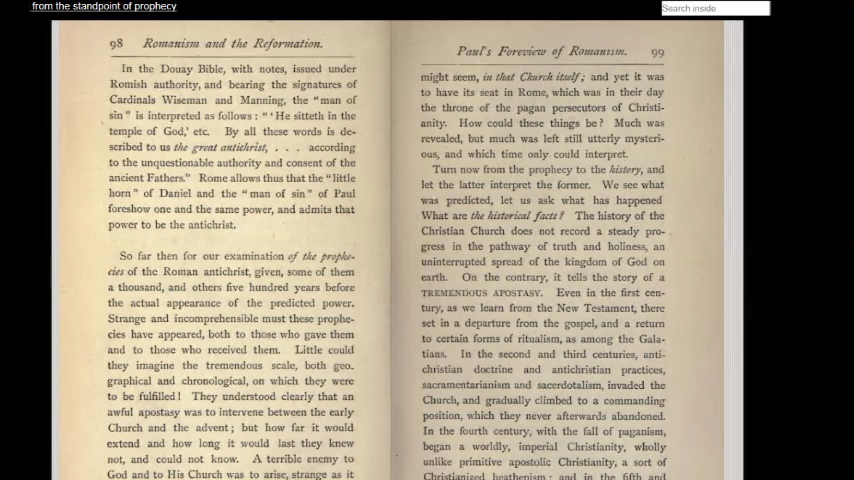 from the standpoint of prophecy
Search inside
98 Romanism and the Reformation.
In the Douay Bible, with notes, issued under
Romish authority, and bearing the signatures of
Cardinals Wiseman and Manning, the "man of
sin" is interpreted as follows: "'He sitteth in the
temple of God,' etc. By all these words is de-
scribed to us the great antichrist, . . . according
to the unquestionable authority and consent of the
ancient Fathers." Rome allows thus that the "little
horn" of Daniel and the "man of sin" of Paul
foreshow one and the same power, and admits that
power to be the antichrist.
So far then for our examination of the prophe-
cies of the Roman antichrist, given, some of them
a thousand, and others five hundred years before
the actual appearance of the predicted power.
Strange and incomprehensible must these prophe-
cies have appeared, both to those who gave them
and to those who received them. Little could
they imagine the tremendous scale, both geo-
graphical and chronological, on which they were
to be fulfilled! They understood clearly that an
awful apostasy was to intervene between the early
Church and the advent; but how far it would
extend and how long it would last they knew
not, and could not know. A terrible enemy to
God and to His Church was to arise, strange as it
Paul's Foreview of Romanism. 99
might seem, in that Church itself; and yet it was
to have its seat in Rome, which was in their day
the throne of the pagan persecutors of Christi-
anity. How could these things be? Much was
revealed, but much was left still utterly mysteri-
ous, and which time only could interpret.
Turn now from the prophecy to the history, and
let the latter interpret the former. We see what
was predicted, let us ask what has happened
What are the historical facts? The history of the
Christian Church does not record a steady pro-
gress in the pathway of truth and holiness, an
uninterrupted spread of the kingdom of God on
earth. On the contrary, it tells the story of a
TREMENDOUS APOSTASY. Even in the first cen-
tury, as we learn from the New Testament, there
set in a departure from the gospel, and a return
to certain forms of ritualism, as among the Gala-
tians. In the second and third centuries, anti-
christian doctrine and antichristian practices,
sacramentarianism and sacerdotalism, invaded the
Church, and gradually climbed to a commanding
position, which they never afterwards abandoned.
In the fourth century, with the fall of paganism,
began a worldly, imperial Christianity, wholly
unlike primitive apostolic Christianity, a sort of
Christianized heathenism; and in the fifth and